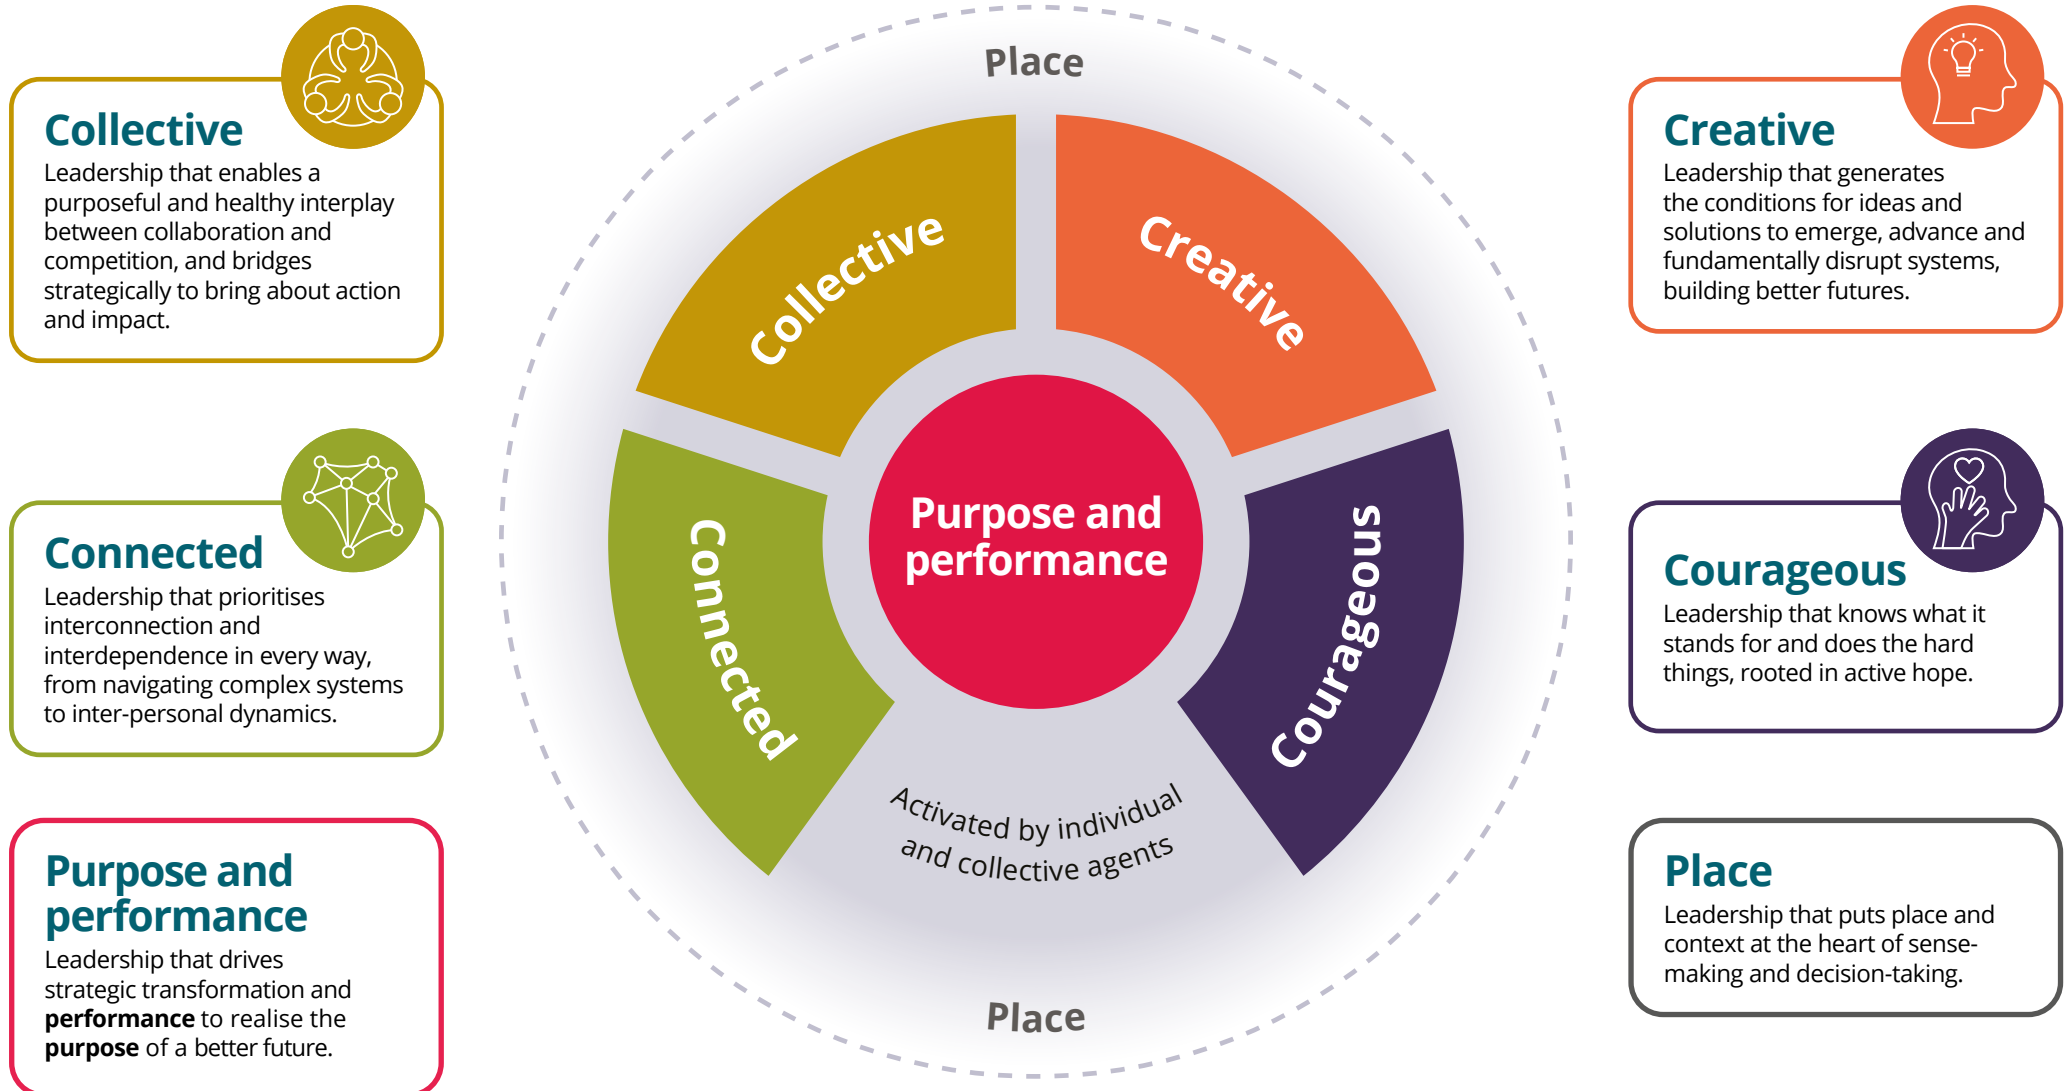 Collective
Leadership that enables a
purposeful and healthy interplay
between collaboration and
competition, and bridges
strategically to bring about action
and impact.
Connected
Leadership that prioritises
interconnection and
interdependence in every way,
from navigating complex systems
to inter-personal dynamics.
Purpose and
performance
Leadership that drives
strategic transformation and
performance to realise the
purpose of a better future.
Place
Collective
Creative
Connected
Purpose and
performance
Courageous
Activated by individual
and collective agents
Place
Creative
Leadership that generates
the conditions for ideas and
solutions to emerge, advance and
fundamentally disrupt systems,
building better futures.
Courageous
Leadership that knows what it
stands for and does the hard
things, rooted in active hope.
Place
Leadership that puts place and
context at the heart of sense-
making and decision-taking.